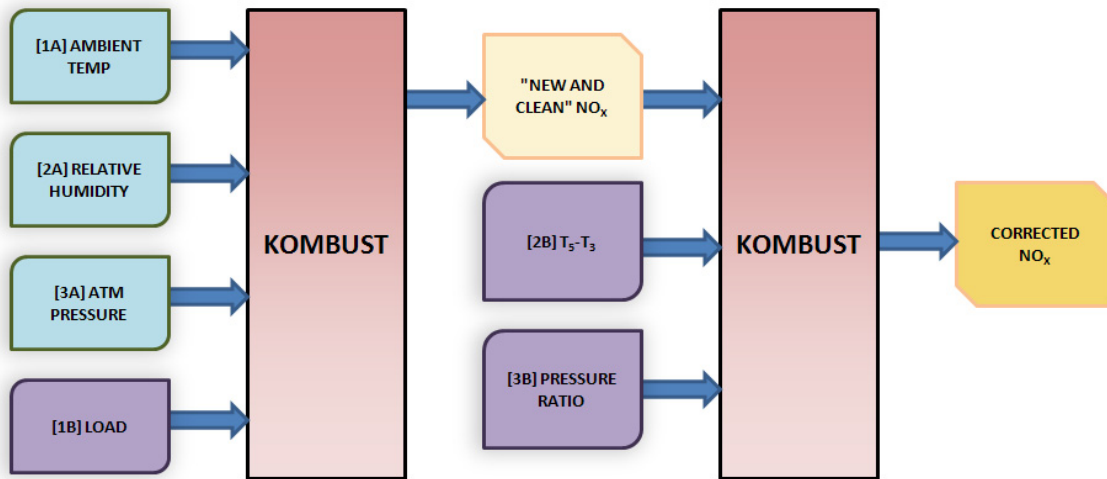 [1A] AMBIENT
TEMP
[2A] RELATIVE
HUMIDITY
[3A] ATM
PRESSURE
[1B] LOAD
KOMBUST
"NEW AND
CLEAN" NOₓ
[2B] T₅-T₃
[3B] PRESSURE
RATIO
KOMBUST
CORRECTED
NOₓ